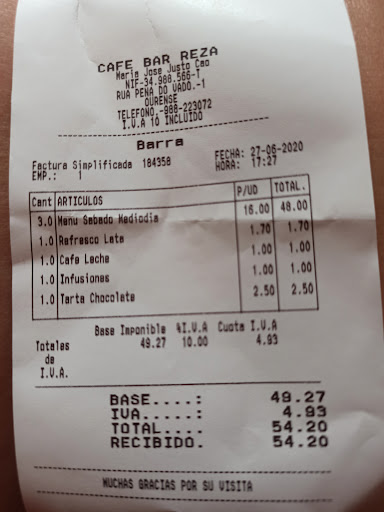 CAFE BAR REZA
Maria Jose Justo Cao
NIF-34.988.566-T
RUA PENA DO VADO.-1
OURENSE
TELEFONO.-988-223072
I.V.A 10 INCLUIDO
Barra
Factura Simplificada 184358 FECHA: 27-06-2020
EMP.: 1 HORA: 17:27
Cant ARTICULOS P/UD TOTAL.
3.0 Menu Sabado Mediodia 16.00 48.00
1.0 Refresco Lata 1.70 1.70
1.0 Cafe Leche 1.00 1.00
1.0 Infusiones 1.00 1.00
1.0 Tarta Chocolate 2.50 2.50
Base Imponible %I.V.A Cuota I.V.A
Totales 49.27 10.00 4.93
de
I.V.A.
BASE....: 49.27
IVA.....: 4.93
TOTAL.... 54.20
RECIBIDO. 54.20
MUCHAS GRACIAS POR SU VISITA